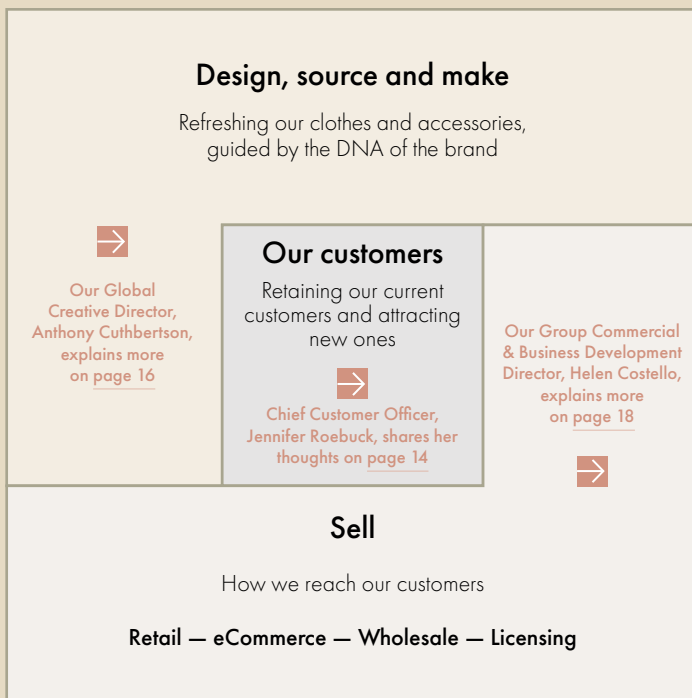 Design, source and make
Refreshing our clothes and accessories,
guided by the DNA of the brand
Our Global
Creative Director,
Anthony Cuthbertson,
explains more
on page 16
Our customers
Retaining our current
customers and attracting
new ones
Chief Customer Officer,
Jennifer Roebuck, shares her
thoughts on page 14
Our Group Commercial
& Business Development
Director, Helen Costello,
explains more
on page 18
Sell
How we reach our customers
Retail — eCommerce — Wholesale — Licensing